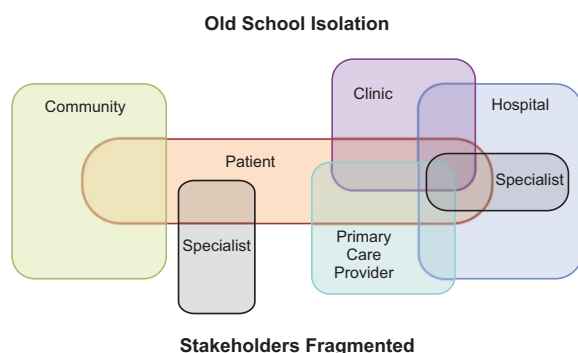 Old School Isolation
Community
Clinic
Hospital
Patient
Specialist
Specialist
Primary
Care
Provider
Stakeholders Fragmented